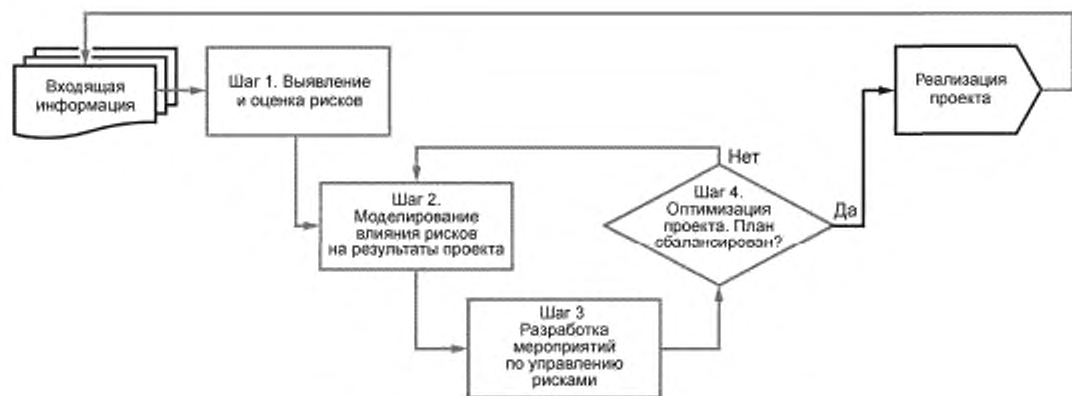 Входящая
информация
Шаг 1. Выявление
и оценка рисков
Реализация
проекта
Нет
Шаг 2.
Моделирование
влияния рисков
на результаты проекта
Шаг 4.
Оптимизация
проекта. План
сбалансирован?
Да
Шаг 3
Разработка
мероприятий
по управлению
рисками